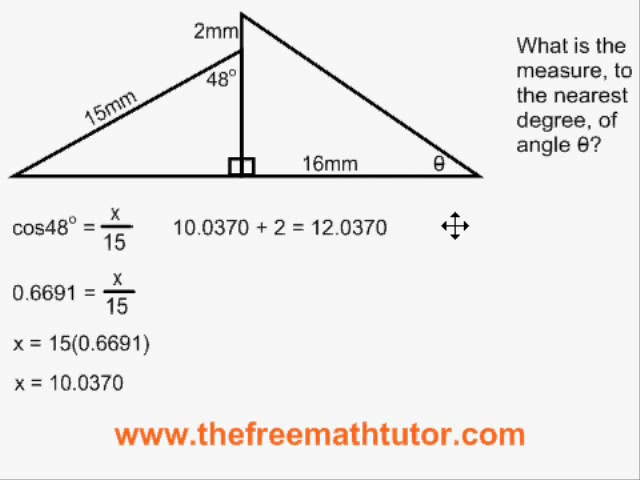 2mm
48°
15mm
16mm
θ
What is the
measure, to
the nearest
degree, of
angle θ?
cos48° = x/15
10.0370 + 2 = 12.0370
0.6691 = x/15
x = 15(0.6691)
x = 10.0370
www.thefreemathtutor.com